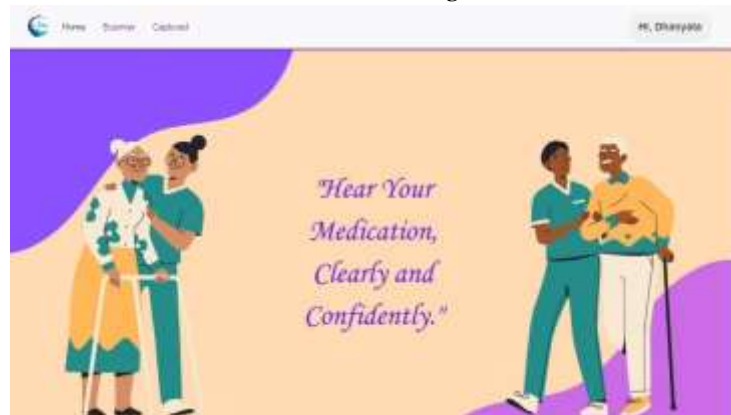 Home Scanner Captured
Hi, Dhanyata
"Hear Your
Medication,
Clearly and
Confidently."